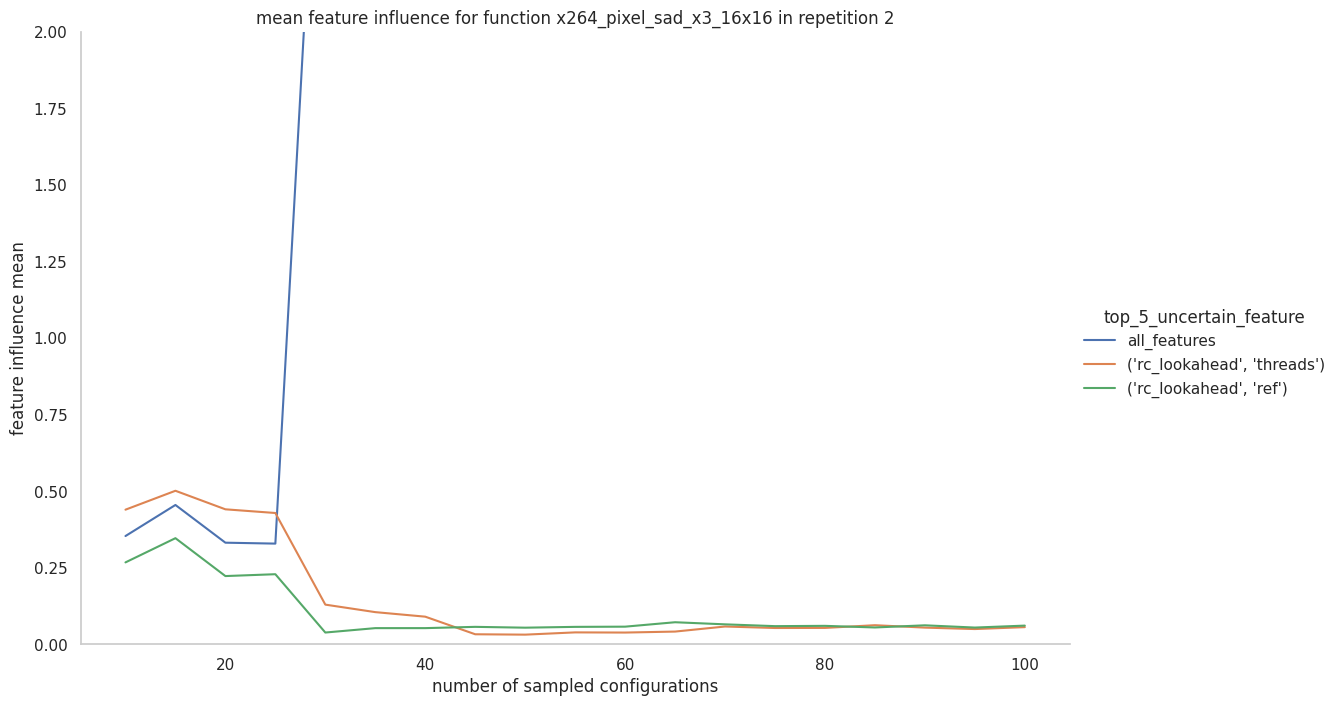 mean feature influence for function x264_pixel_sad_x3_16x16 in repetition 2
2.00
1.75
1.50
1.25
1.00
0.75
0.50
0.25
0.00
feature influence mean
20
40
60
80
100
number of sampled configurations
top_5_uncertain_feature
all_features
('rc_lookahead', 'threads')
('rc_lookahead', 'ref')